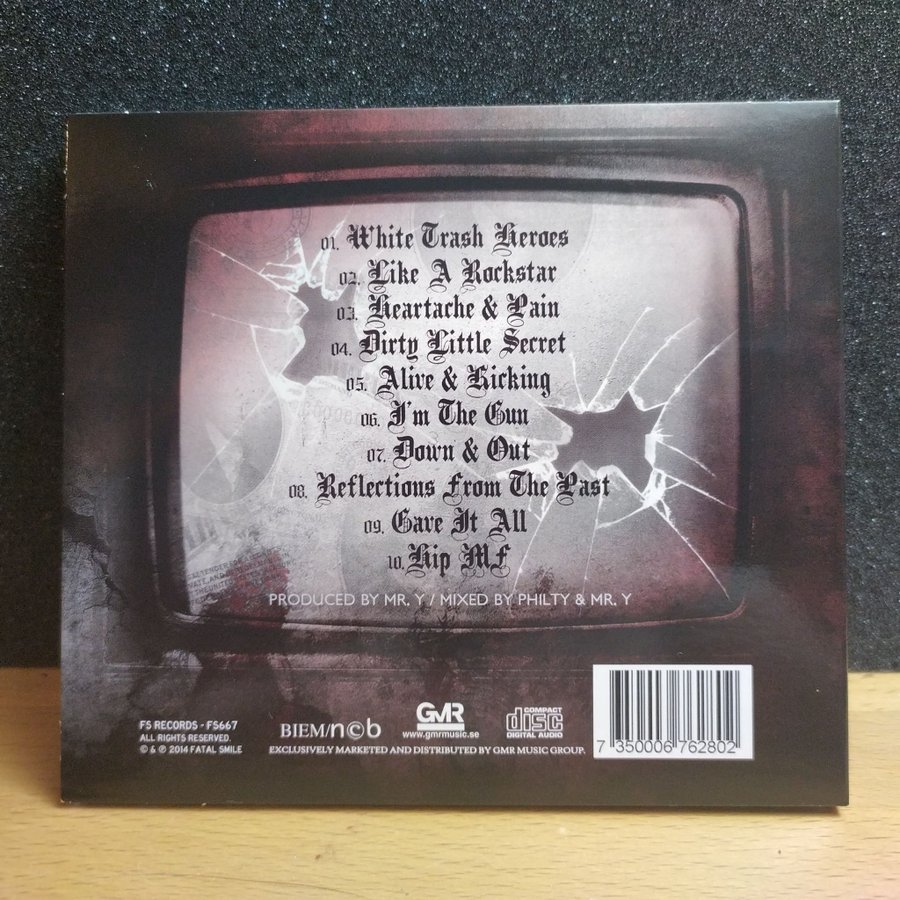 01. White Trash Heroes
02. Like A Rockstar
03. Heartache & Pain
04. Dirty Little Secret
05. Alive & Kicking
06. I'm The Gun
07. Down & Out
08. Reflections From The Past
09. Gave It All
10. Hip MF
PRODUCED BY MR. Y / MIXED BY PHILTY & MR. Y
FS RECORDS - FS667
ALL RIGHTS RESERVED.
© & ℗ 2014 FATAL SMILE
BIEM/ncb
GMR
www.gmrmusic.se
COMPACT
disc
DIGITAL AUDIO
EXCLUSIVELY MARKETED AND DISTRIBUTED BY GMR MUSIC GROUP.
7 350006 762802